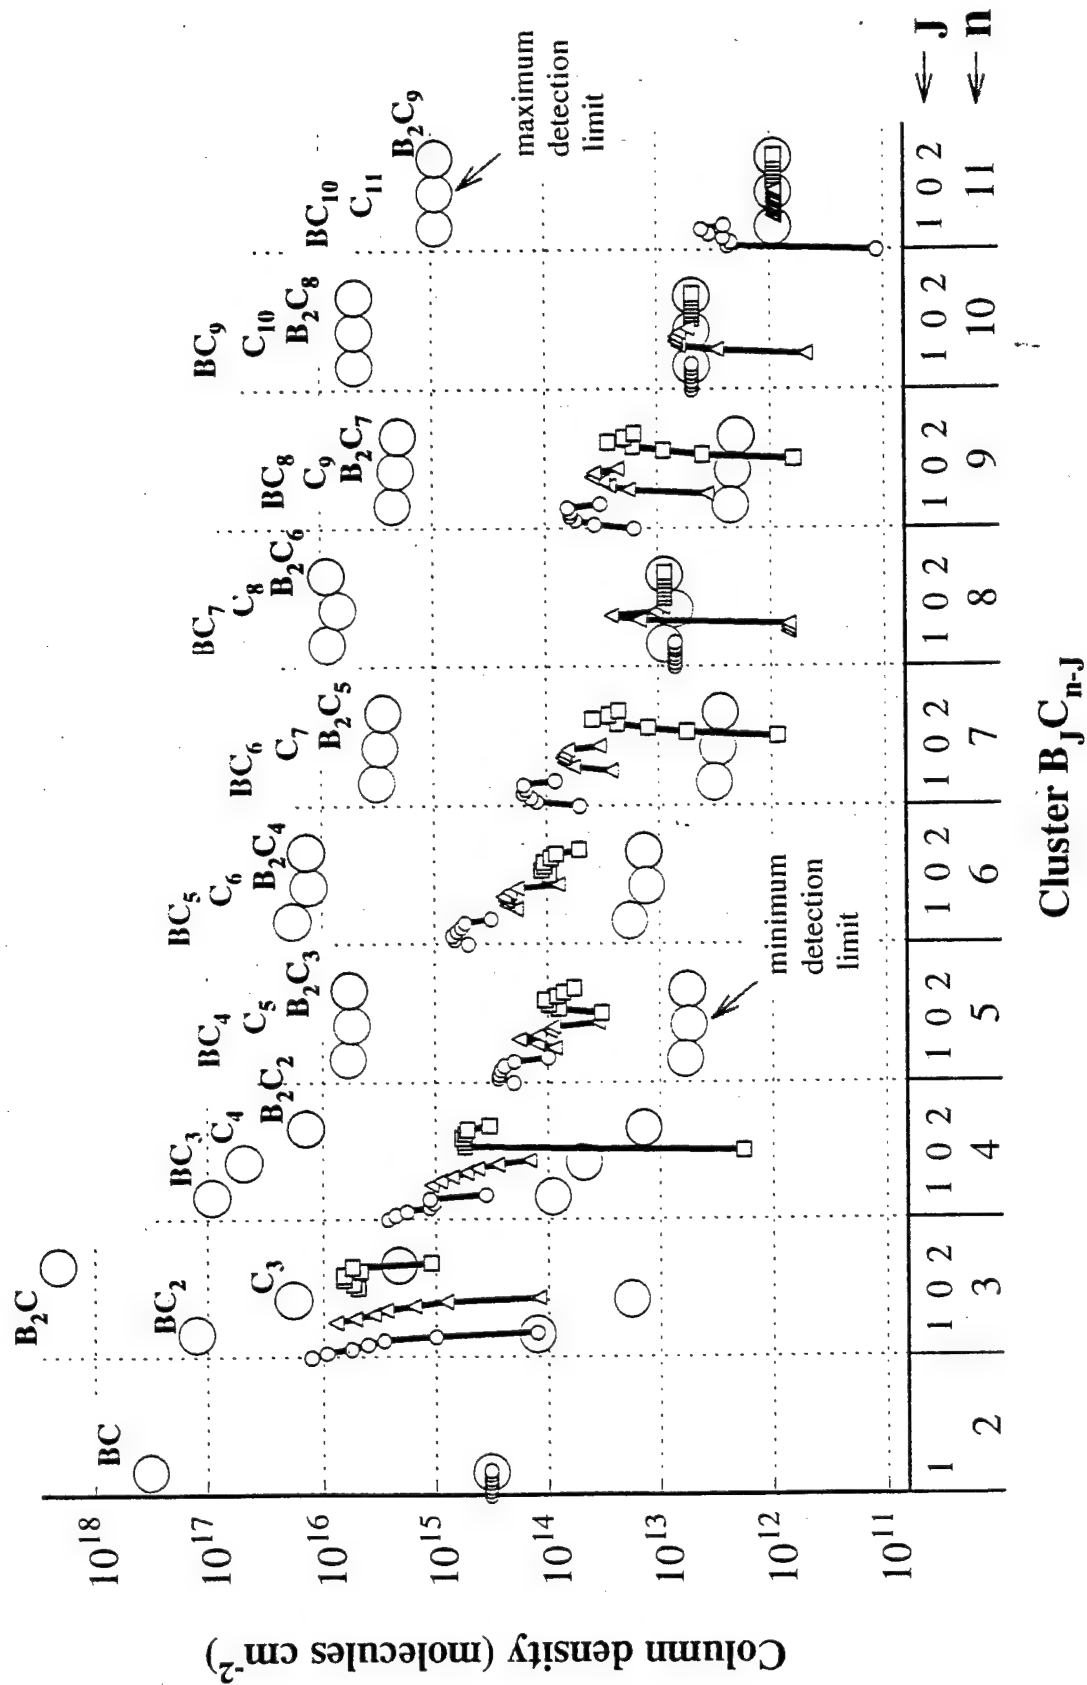 Column density (molecules cm⁻²)
10¹⁸
10¹⁷
10¹⁶
10¹⁵
10¹⁴
10¹³
10¹²
10¹¹
BC
B₂C
BC₂
C₃
BC₃
C₄
B₂C₂
BC₄
C₅
B₂C₃
BC₅
C₆
B₂C₄
BC₆
C₇
B₂C₅
BC₇
C₈
B₂C₆
BC₈
C₉
B₂C₇
BC₉
C₁₀
B₂C₈
BC₁₀
C₁₁
B₂C₉
maximum
detection
limit
minimum
detection
limit
1 1 0 2 1 0 2 1 0 2 1 0 2 1 0 2 1 0 2 1 0 2 1 0 2 1 0 2 ← J
2 3 4 5 6 7 8 9 10 11 ← n
Cluster B_J C_n-J